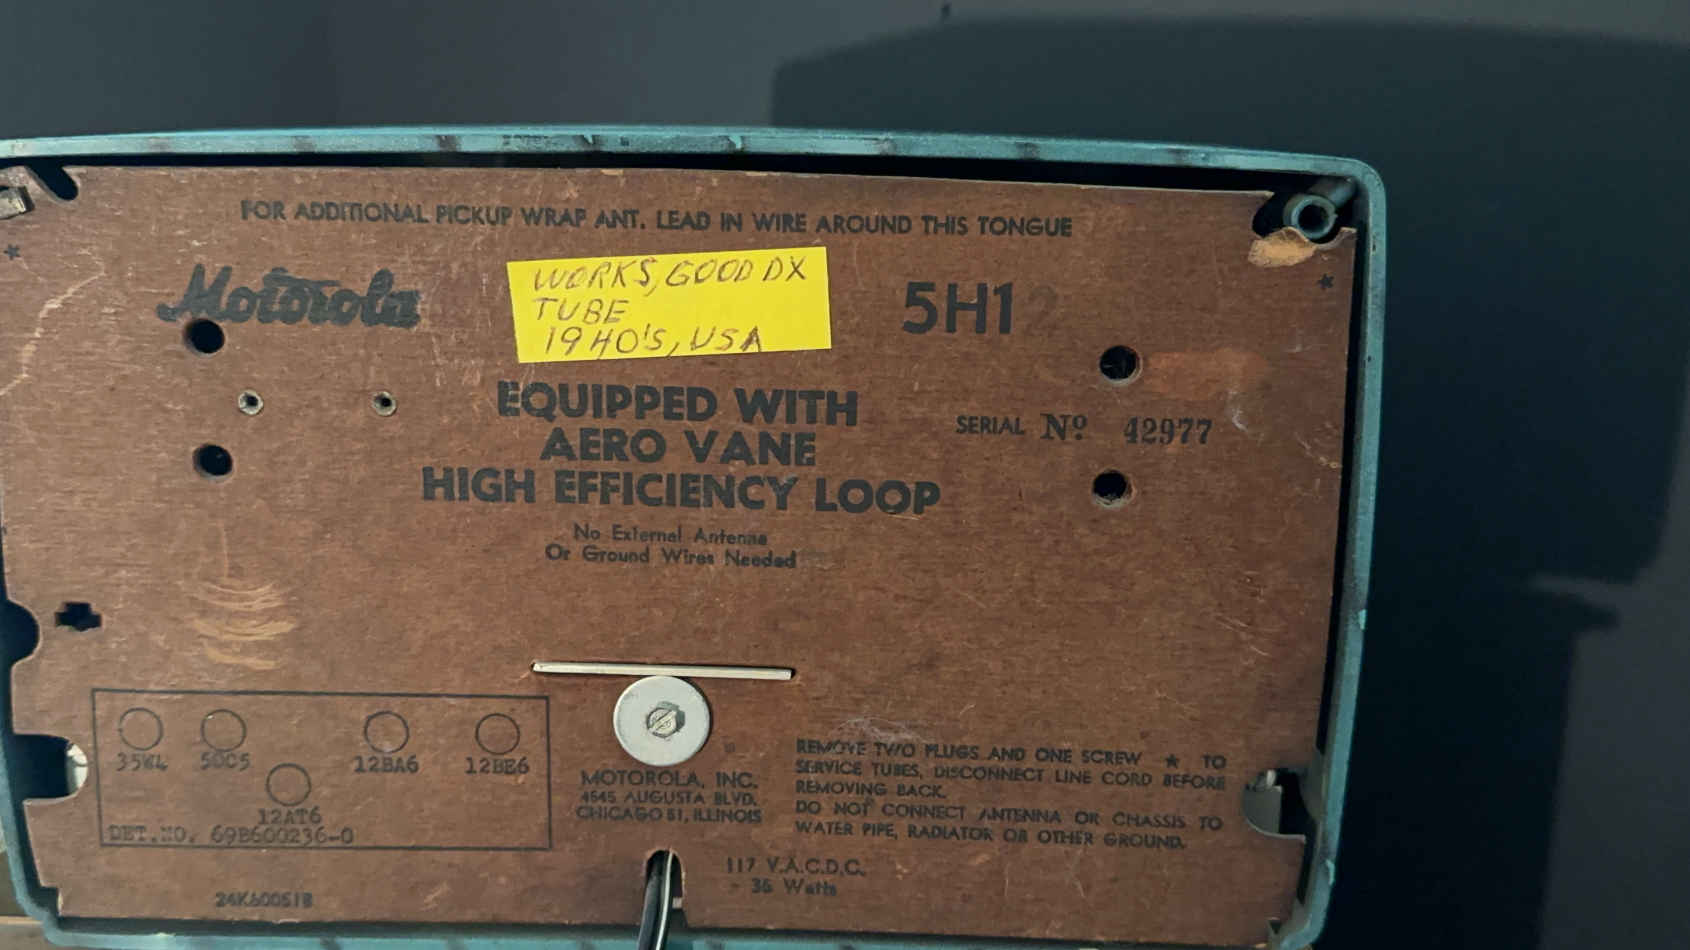 FOR ADDITIONAL PICKUP WRAP ANT. LEAD IN WIRE AROUND THIS TONGUE
Motorola
WORKS, GOOD DX
TUBE
1940'S, USA
5H1
EQUIPPED WITH
AERO VANE
HIGH EFFICIENCY LOOP
SERIAL Nº 42977
No External Antenna
Or Ground Wires Needed
35W4 50C5 12BA6 12BE6
12AT6
DET.NO. 69B600236-0
MOTOROLA, INC.
4545 AUGUSTA BLVD.
CHICAGO 51, ILLINOIS
REMOVE TWO PLUGS AND ONE SCREW ★ TO
SERVICE TUBES, DISCONNECT LINE CORD BEFORE
REMOVING BACK.
DO NOT CONNECT ANTENNA OR CHASSIS TO
WATER PIPE, RADIATOR OR OTHER GROUND.
117 V.A.C.D.C.
- 35 Watts
24K600518